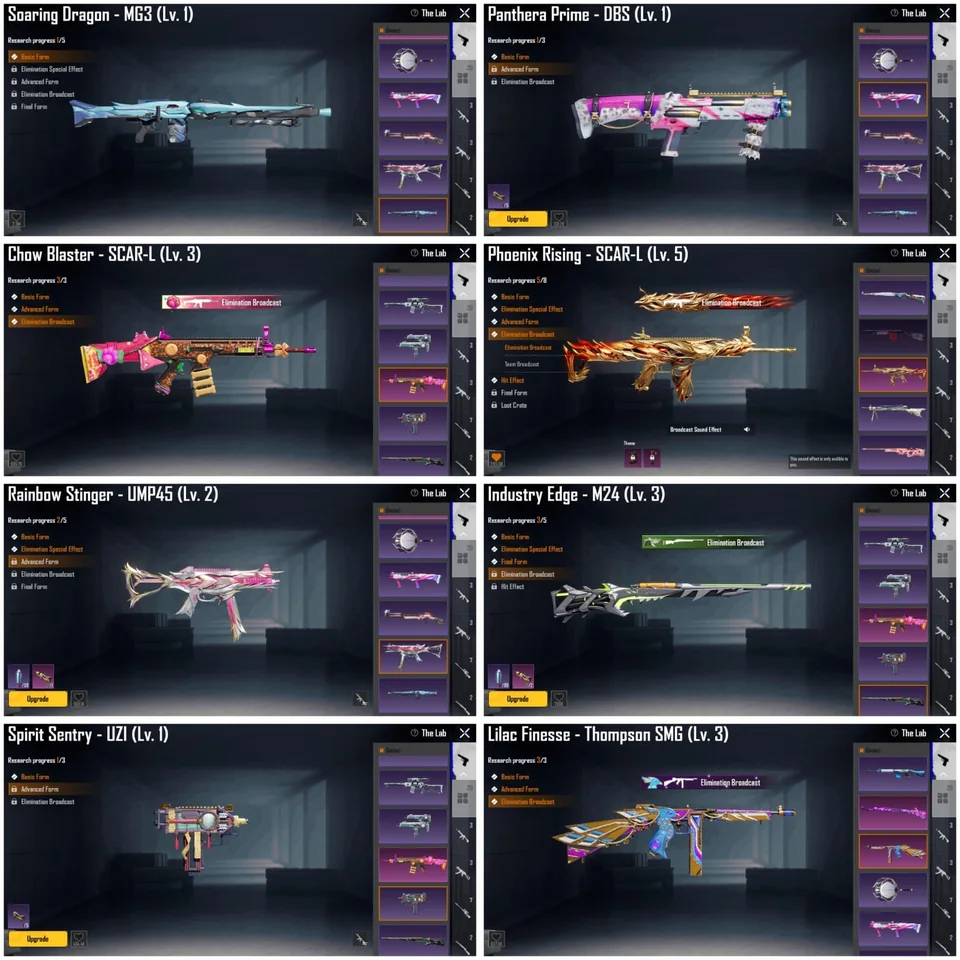 Soaring Dragon - MG3 (Lv. 1)
The Lab
Research progress 1/5
Basic Form
Elimination Special Effect
Advanced Form
Elimination Broadcast
Final Form
Panthera Prime - DBS (Lv. 1)
The Lab
Research progress 1/3
Basic Form
Advanced Form
Elimination Broadcast
Upgrade
Chow Blaster - SCAR-L (Lv. 3)
The Lab
Research progress 3/3
Basic Form
Advanced Form
Elimination Broadcast
Elimination Broadcast
Phoenix Rising - SCAR-L (Lv. 5)
The Lab
Research progress 5/8
Basic Form
Elimination Special Effect
Advanced Form
Elimination Broadcast
Elimination Broadcast
Team Broadcast
Hit Effect
Final Form
Loot Crate
Elimination Broadcast
Broadcast Sound Effect
Theme
This sound effect is only audible to you.
Rainbow Stinger - UMP45 (Lv. 2)
The Lab
Research progress 2/5
Basic Form
Elimination Special Effect
Advanced Form
Elimination Broadcast
Final Form
Upgrade
Industry Edge - M24 (Lv. 3)
The Lab
Research progress 3/5
Basic Form
Elimination Special Effect
Final Form
Elimination Broadcast
Hit Effect
Elimination Broadcast
Upgrade
Spirit Sentry - UZI (Lv. 1)
The Lab
Research progress 1/3
Basic Form
Advanced Form
Elimination Broadcast
Upgrade
Lilac Finesse - Thompson SMG (Lv. 3)
The Lab
Research progress 3/3
Basic Form
Advanced Form
Elimination Broadcast
Elimination Broadcast